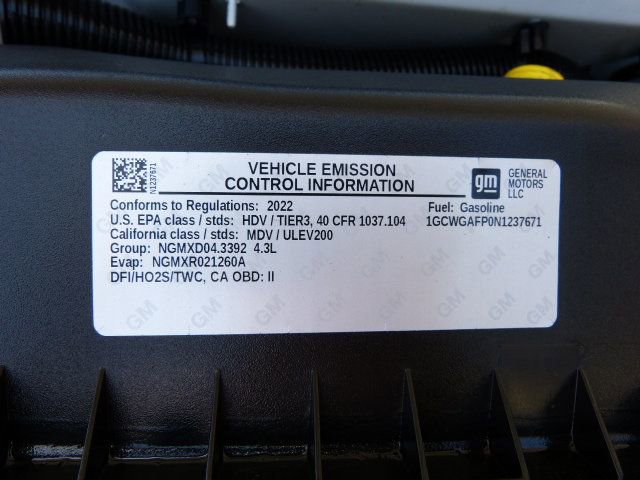 VEHICLE EMISSION
CONTROL INFORMATION
N1237671
gm
GENERAL
MOTORS
LLC
Conforms to Regulations: 2022
Fuel: Gasoline
U.S. EPA class / stds: HDV / TIER3, 40 CFR 1037.104
1GCWGAFP0N1237671
California class / stds: MDV / ULEV200
Group: NGMXD04.3392 4.3L
Evap: NGMXR021260A
DFI/HO2S/TWC, CA OBD: II